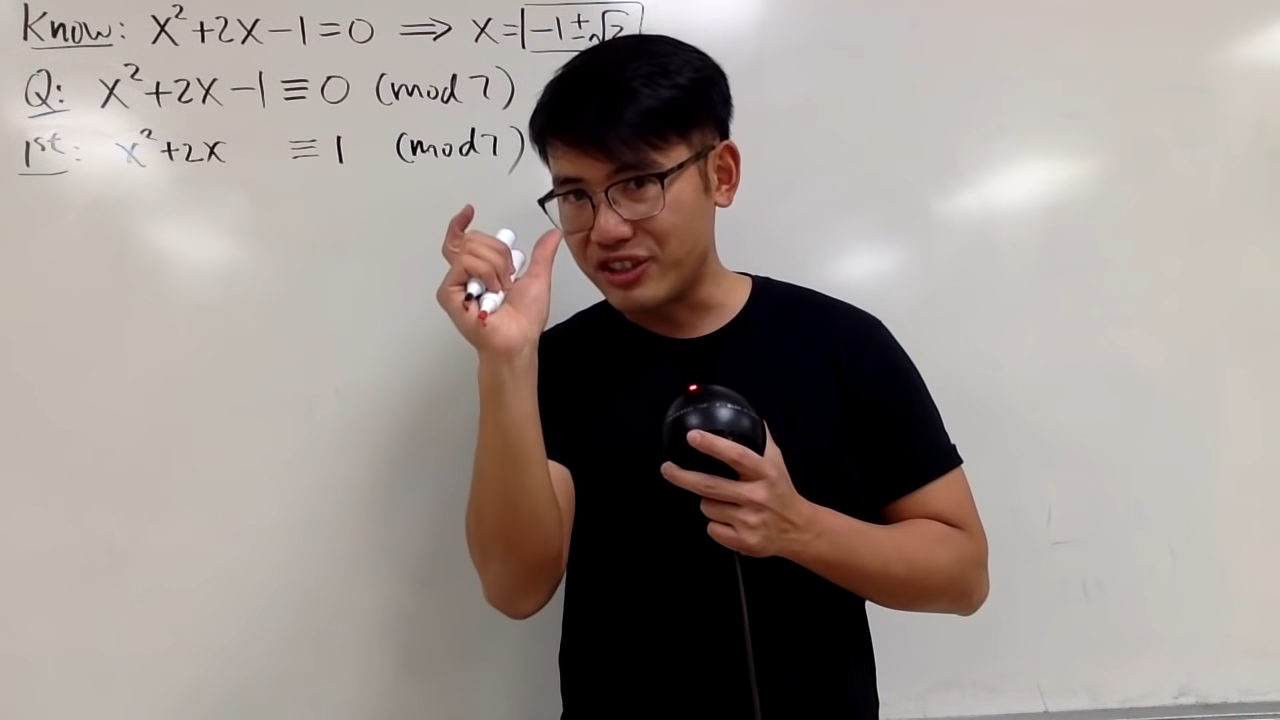 Know: x²+2x-1=0 ⟹ x=-1±√2
Q: x²+2x-1≡0 (mod 7)
1st: x²+2x ≡1 (mod 7)